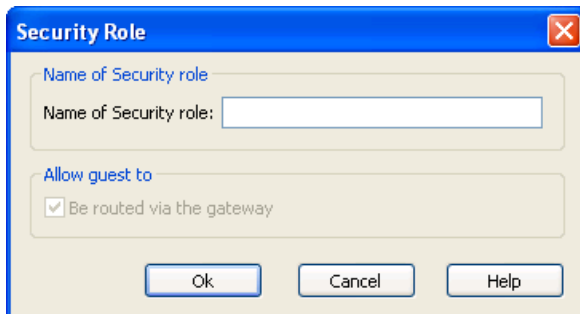 Security Role
Name of Security role
Name of Security role:
Allow guest to
Be routed via the gateway
Ok Cancel Help